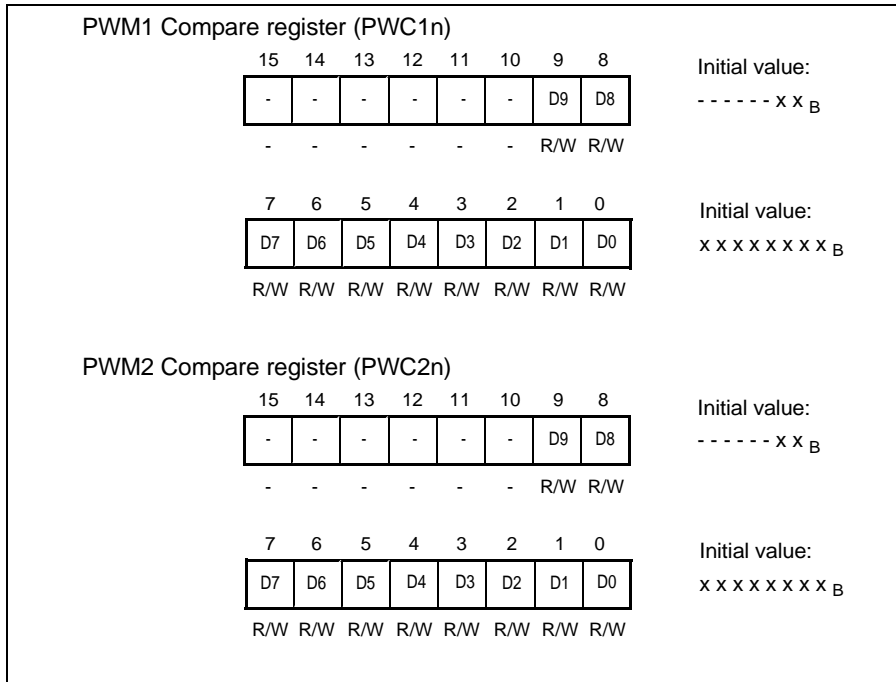 PWM1 Compare register (PWC1n)
15 14 13 12 11 10 9 8
Initial value:
- - - - - - D9 D8
- - - - - - x x B
- - - - - - R/W R/W
7 6 5 4 3 2 1 0
Initial value:
D7 D6 D5 D4 D3 D2 D1 D0
x x x x x x x x B
R/W R/W R/W R/W R/W R/W R/W R/W
PWM2 Compare register (PWC2n)
15 14 13 12 11 10 9 8
Initial value:
- - - - - - D9 D8
- - - - - - x x B
- - - - - - R/W R/W
7 6 5 4 3 2 1 0
Initial value:
D7 D6 D5 D4 D3 D2 D1 D0
x x x x x x x x B
R/W R/W R/W R/W R/W R/W R/W R/W